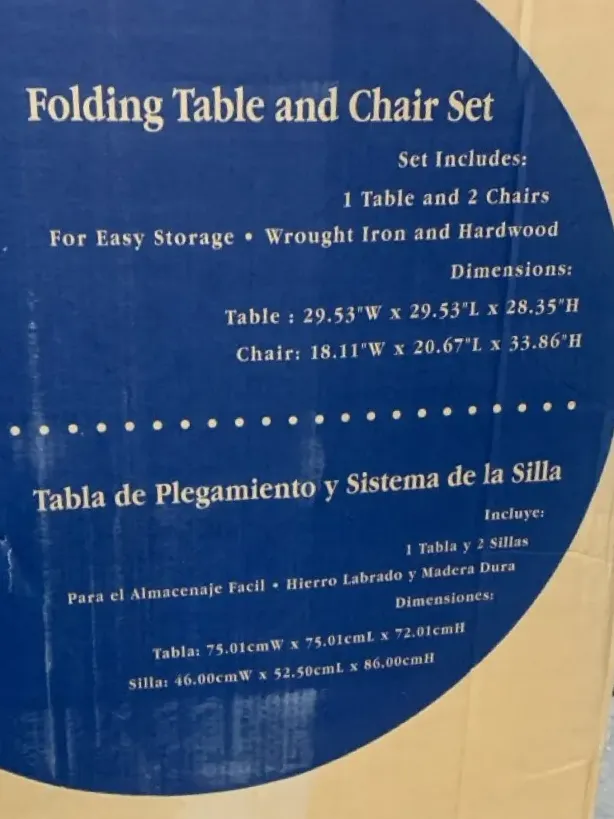 Folding Table and Chair Set
Set Includes:
1 Table and 2 Chairs
For Easy Storage • Wrought Iron and Hardwood
Dimensions:
Table : 29.53"W x 29.53"L x 28.35"H
Chair: 18.11"W x 20.67"L x 33.86"H
Tabla de Plegamiento y Sistema de la Silla
Incluye:
1 Tabla y 2 Sillas
Para el Almacenaje Facil • Hierro Labrado y Madera Dura
Dimensiones:
Tabla: 75.01cmW x 75.01cmL x 72.01cmH
Silla: 46.00cmW x 52.50cmL x 86.00cmH